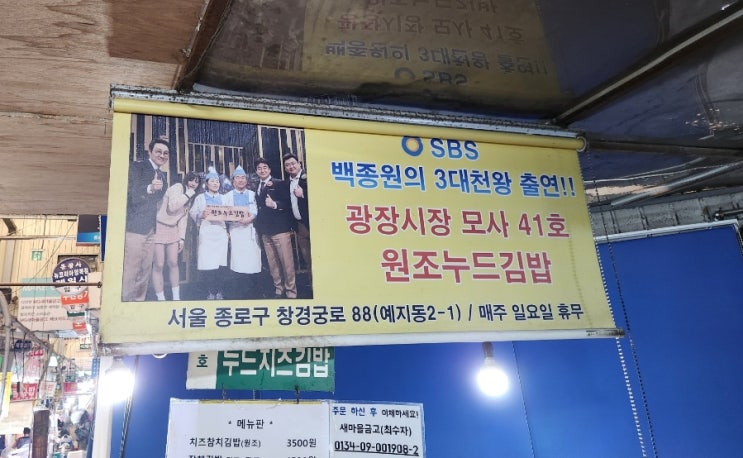 SBS
백종원의 3대천왕 출연!!
광장시장 모사 41호
원조누드김밥
서울 종로구 창경궁로 88(예지동2-1) / 매주 일요일 휴무
원조누드김밥
호 누드치즈김밥
* 메뉴판 *
치즈참치김밥(원조) 3500원
주문 하신 후 이체하세요!
새마을금고(최수자)
0134-09-001908-2